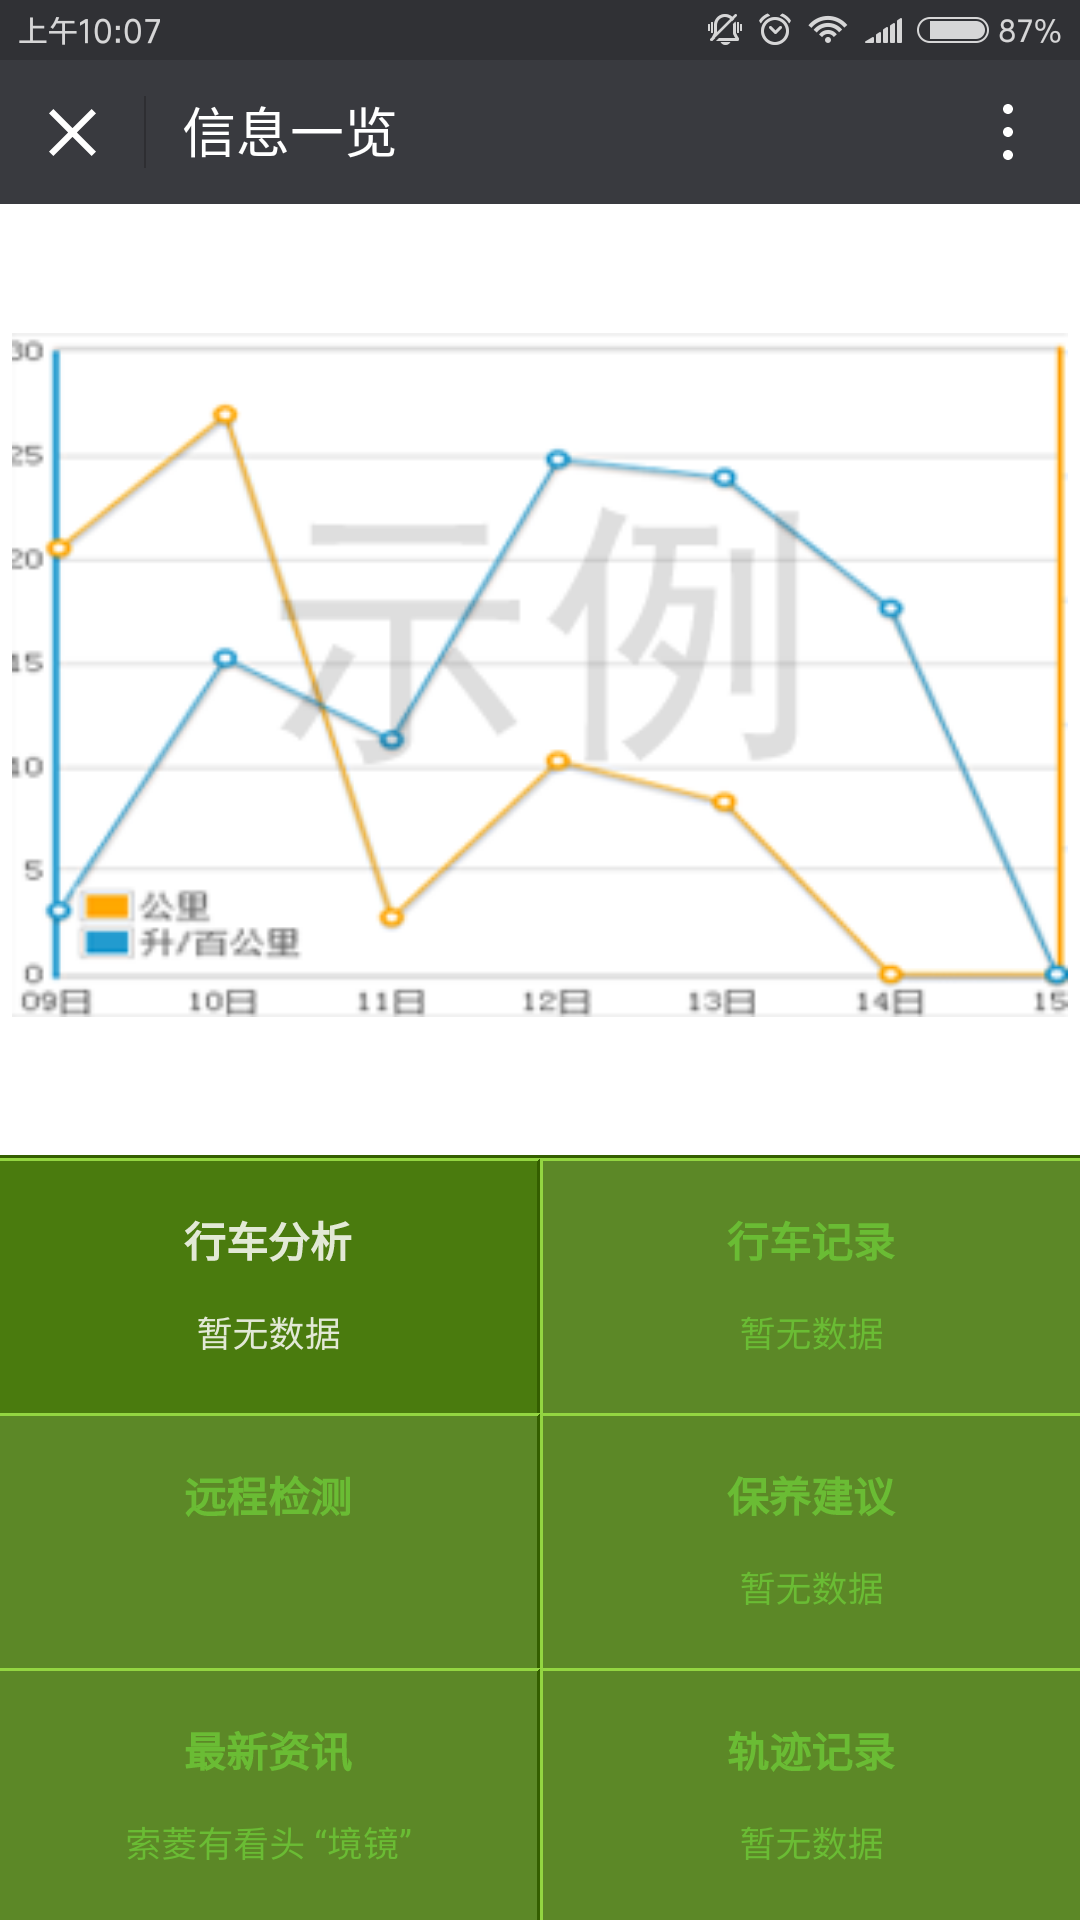 上午10:07 87%
信息一览
30
25
20
15
10
5
0
示例
公里
升/百公里
09日 10日 11日 12日 13日 14日 15
行车分析 行车记录
暂无数据 暂无数据
远程检测 保养建议
暂无数据
最新资讯 轨迹记录
索菱有看头 “境镜” 暂无数据